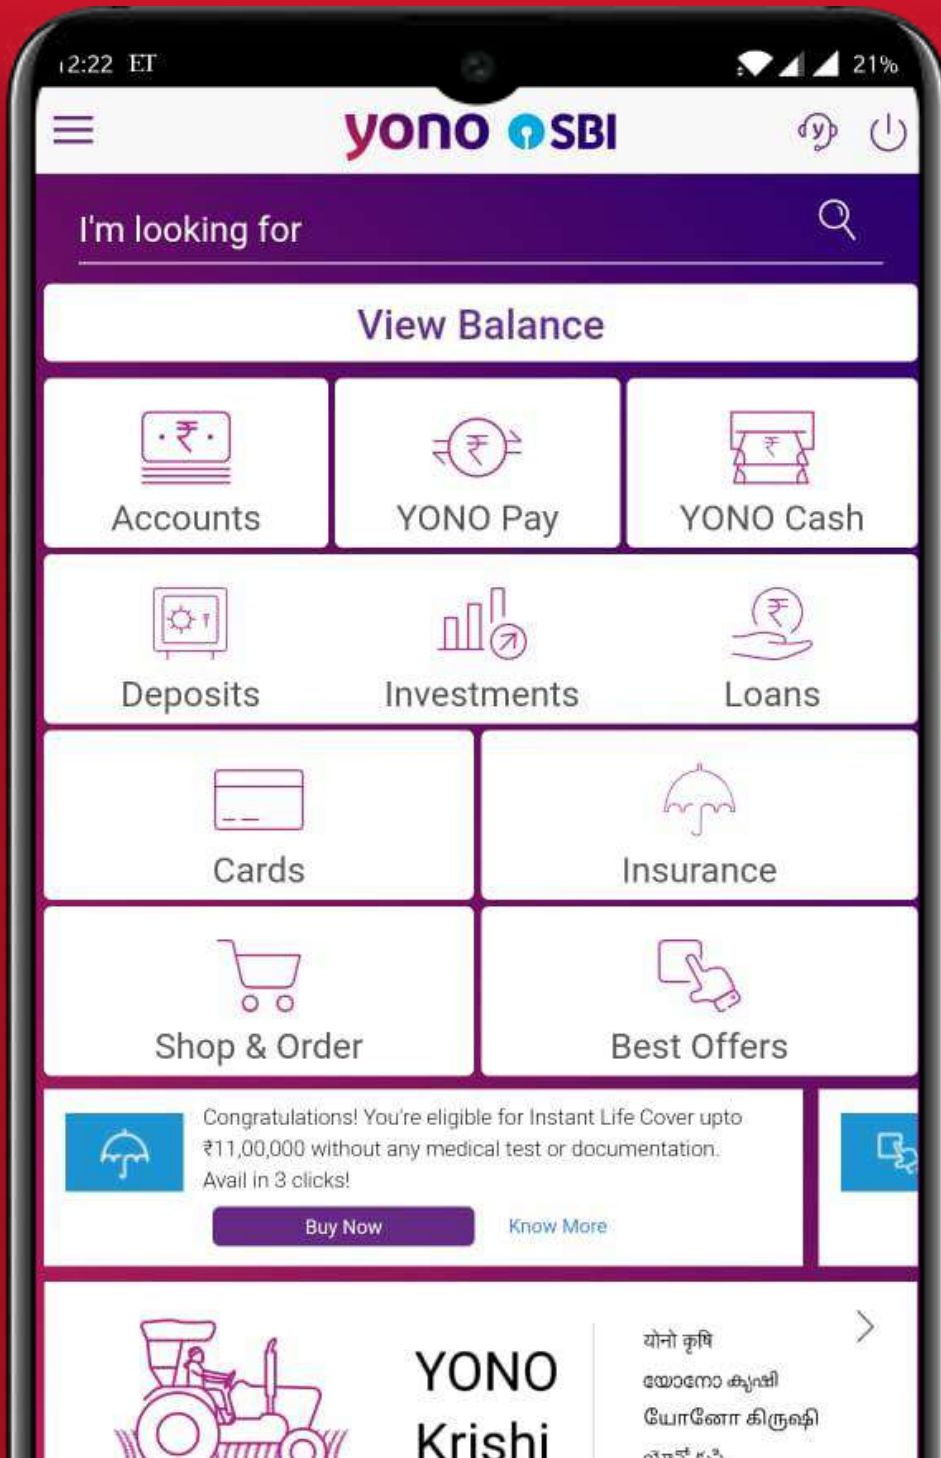 12:22 ET 21%
yono SBI
I'm looking for
View Balance
Accounts YONO Pay YONO Cash
Deposits Investments Loans
Cards Insurance
Shop & Order Best Offers
Congratulations! You're eligible for Instant Life Cover upto
₹11,00,000 without any medical test or documentation.
Avail in 3 clicks!
Buy Now Know More
YONO
Krishi
योनो कृषि
യോനോ കൃഷി
யோனோ கிருஷி